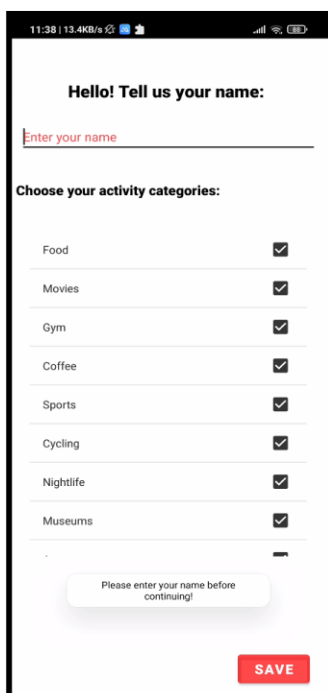 11:38 | 13.4KB/s
Hello! Tell us your name:
Enter your name
Choose your activity categories:
Food
Movies
Gym
Coffee
Sports
Cycling
Nightlife
Museums
Please enter your name before
continuing!
SAVE